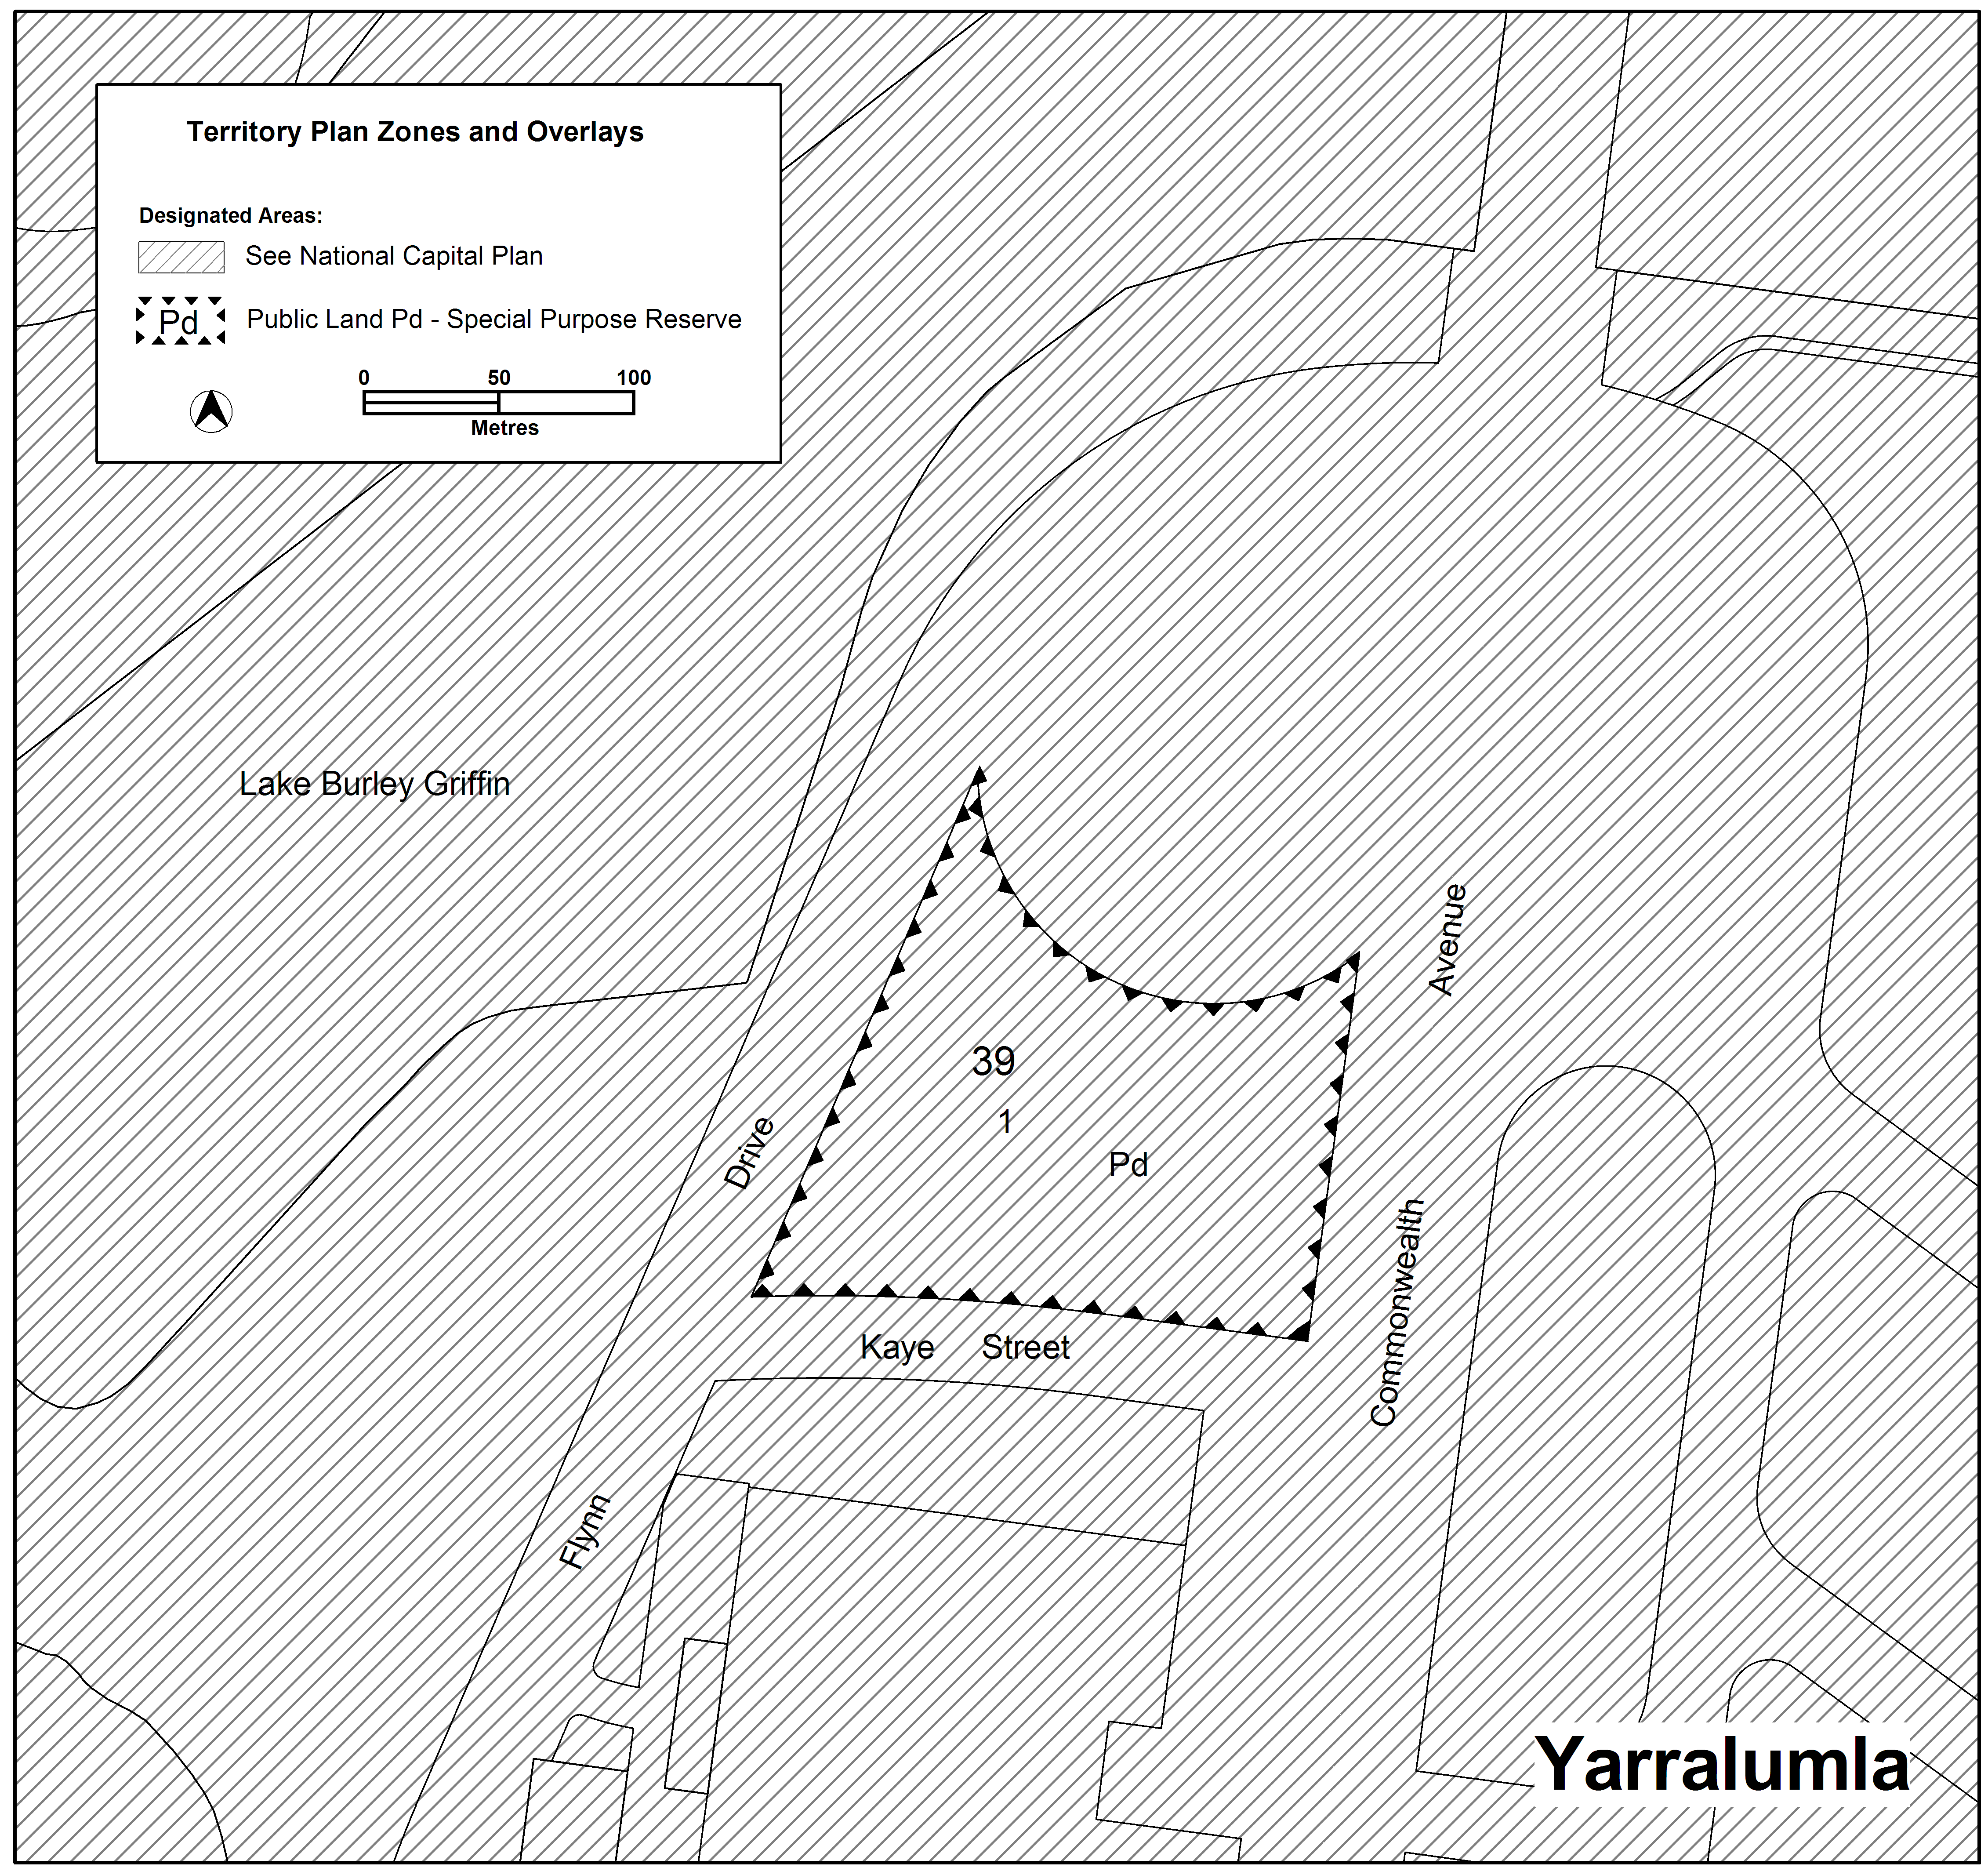 Territory Plan Zones and Overlays
Designated Areas:
See National Capital Plan
Pd Public Land Pd - Special Purpose Reserve
0 50 100
Metres
Lake Burley Griffin
Avenue
39
1
Drive
Pd
Commonwealth
Kaye Street
Flynn
Yarralumla